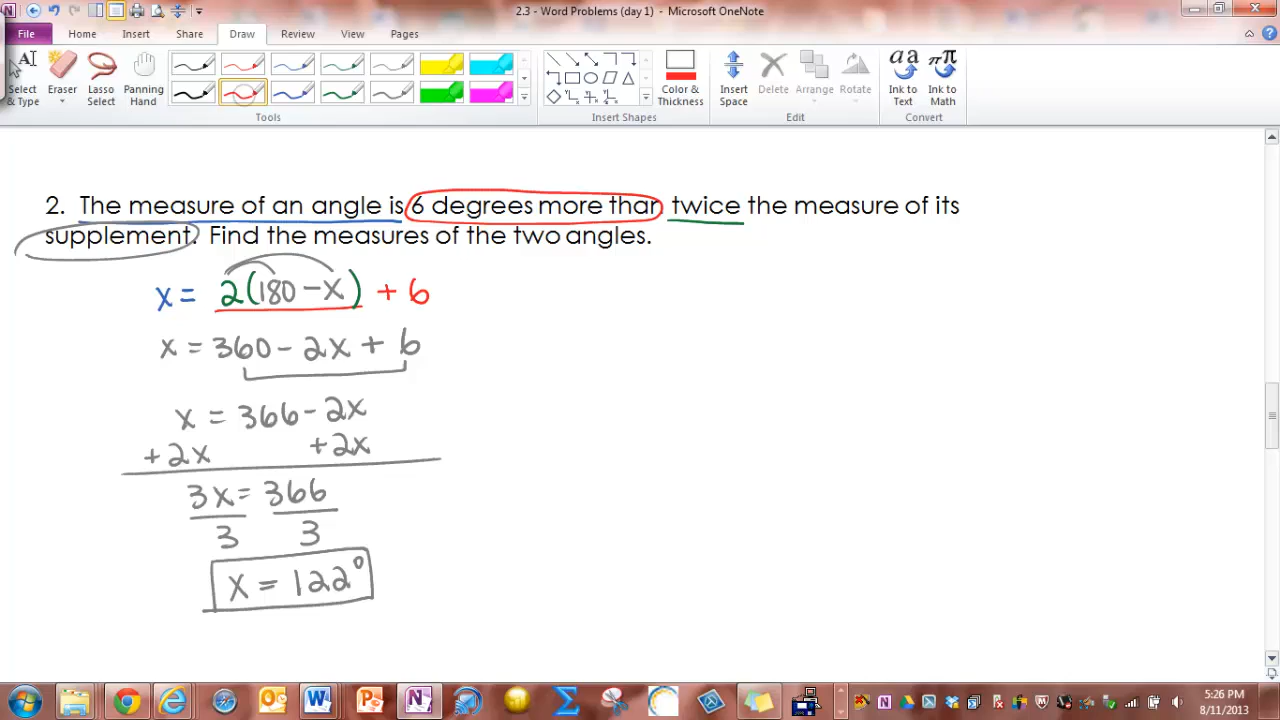 2.3 - Word Problems (day 1) - Microsoft OneNote
File Home Insert Share Draw Review View Pages
Select & Type
Eraser
Lasso Select
Panning Hand
Color & Thickness
Insert Space
Delete
Arrange
Rotate
Ink to Text
Ink to Math
Tools
Insert Shapes
Edit
Convert
2. The measure of an angle is 6 degrees more than twice the measure of its
supplement. Find the measures of the two angles.
x = 2(180 - x) + 6
x = 360 - 2x + 6
x = 366 - 2x
+2x +2x
3x = 366
3 3
x = 122°
5:26 PM
8/11/2013